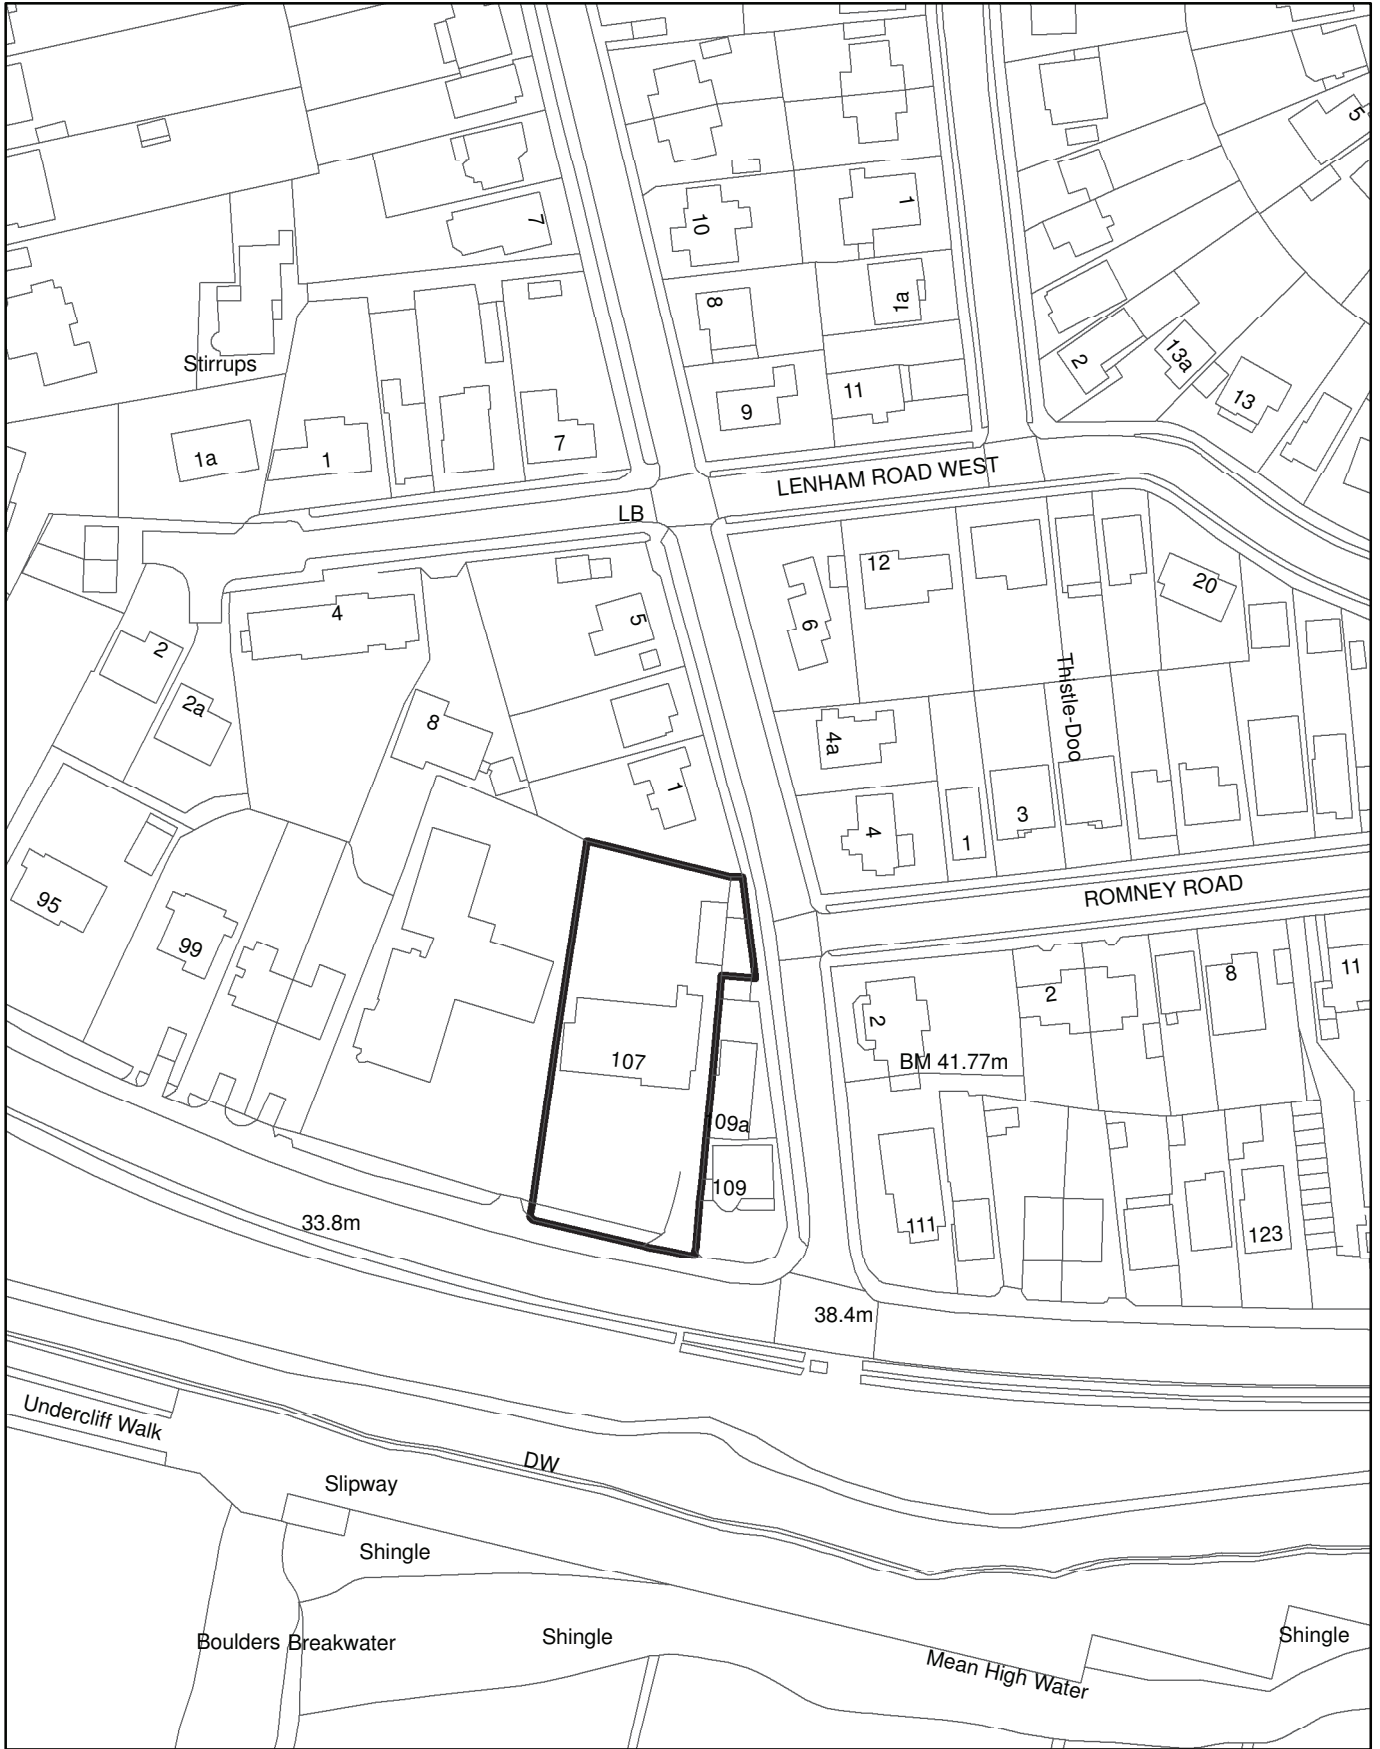 5
7
10
1
8
1a
Stirrups
2
13a
13
9
11
1a
1
7
LENHAM ROAD WEST
LB
12
20
4
5
6
2
Thistle-Doo
2a
8
4a
1
3
4
1
ROMNEY ROAD
95
99
8
11
2
2
107
BM 41.77m
109a
109
33.8m
111
123
38.4m
Undercliff Walk
DW
Slipway
Shingle
Boulders Breakwater
Shingle
Shingle
Mean High Water